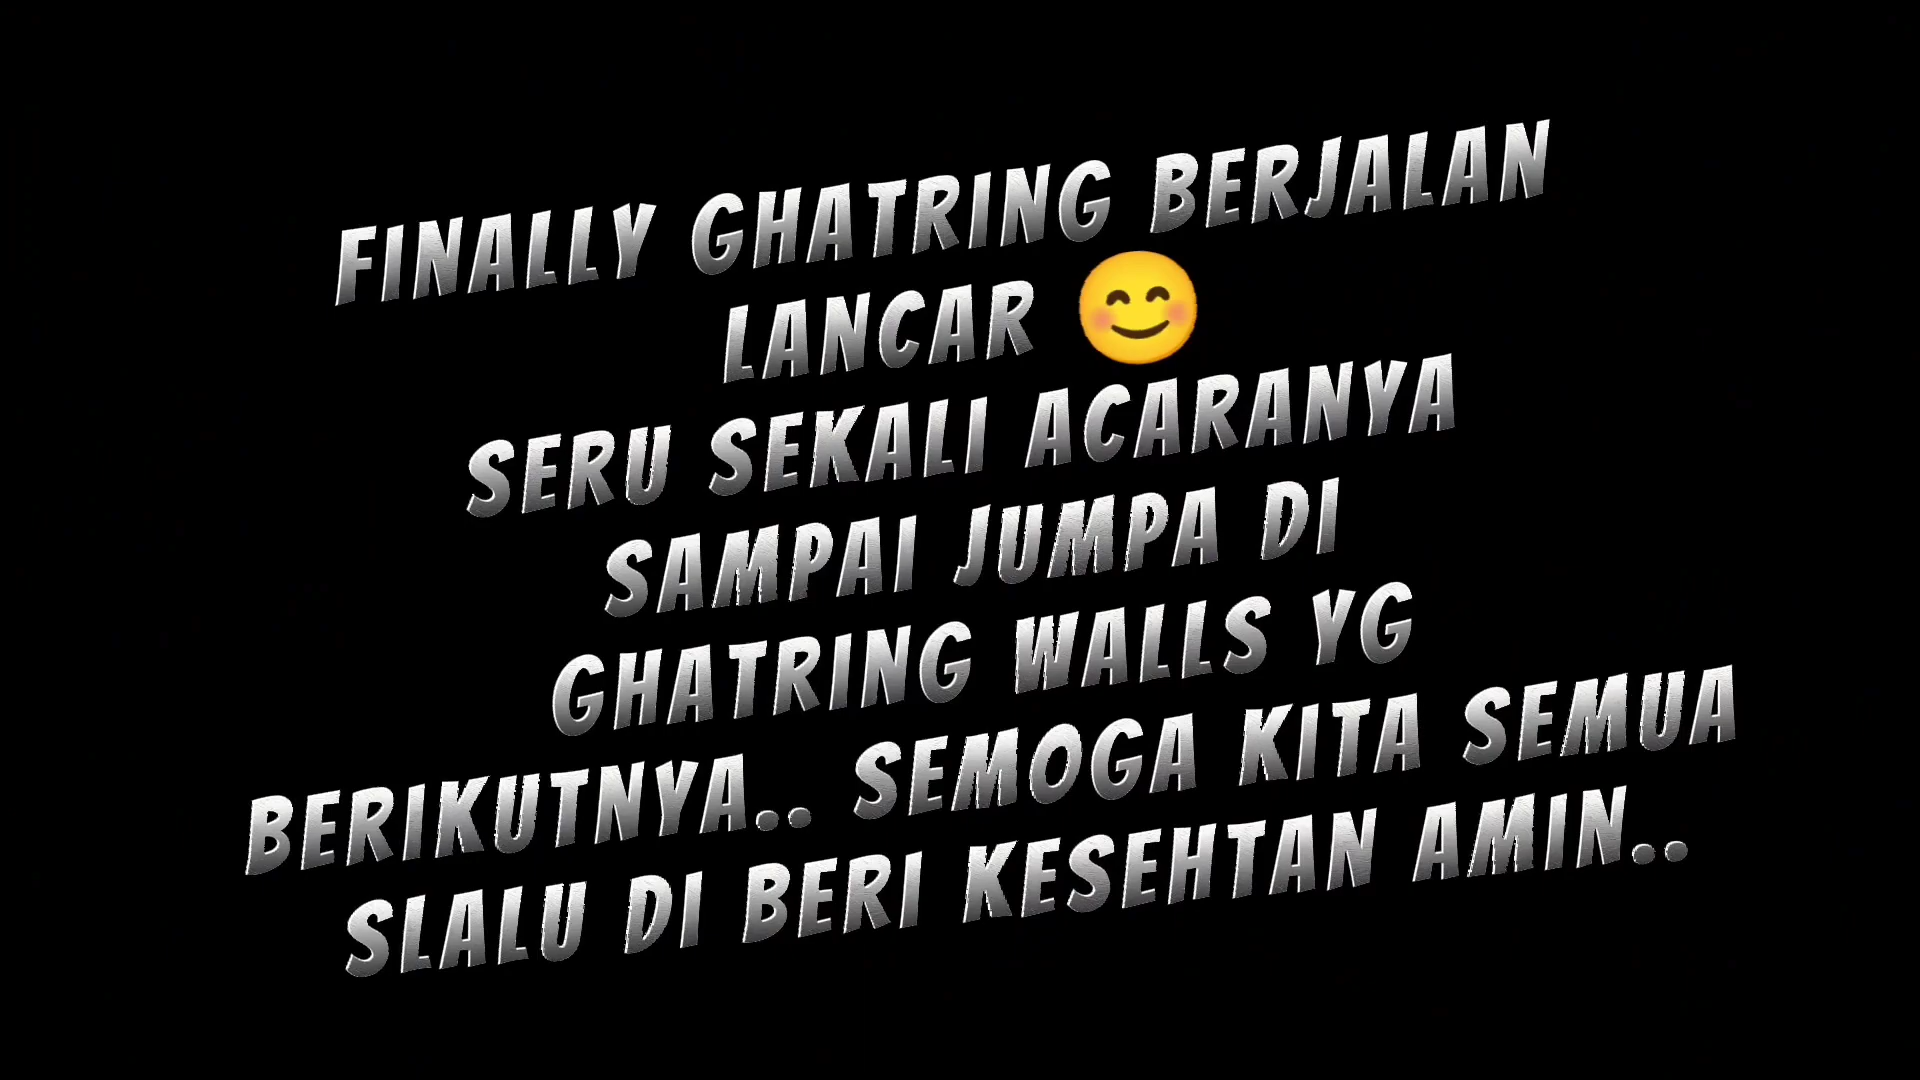 FINALLY GHATRING BERJALAN
LANCAR 😊
SERU SEKALI ACARANYA
SAMPAI JUMPA DI
GHATRING WALLS YG
BERIKUTNYA.. SEMOGA KITA SEMUA
SLALU DI BERI KESEHTAN AMIN..